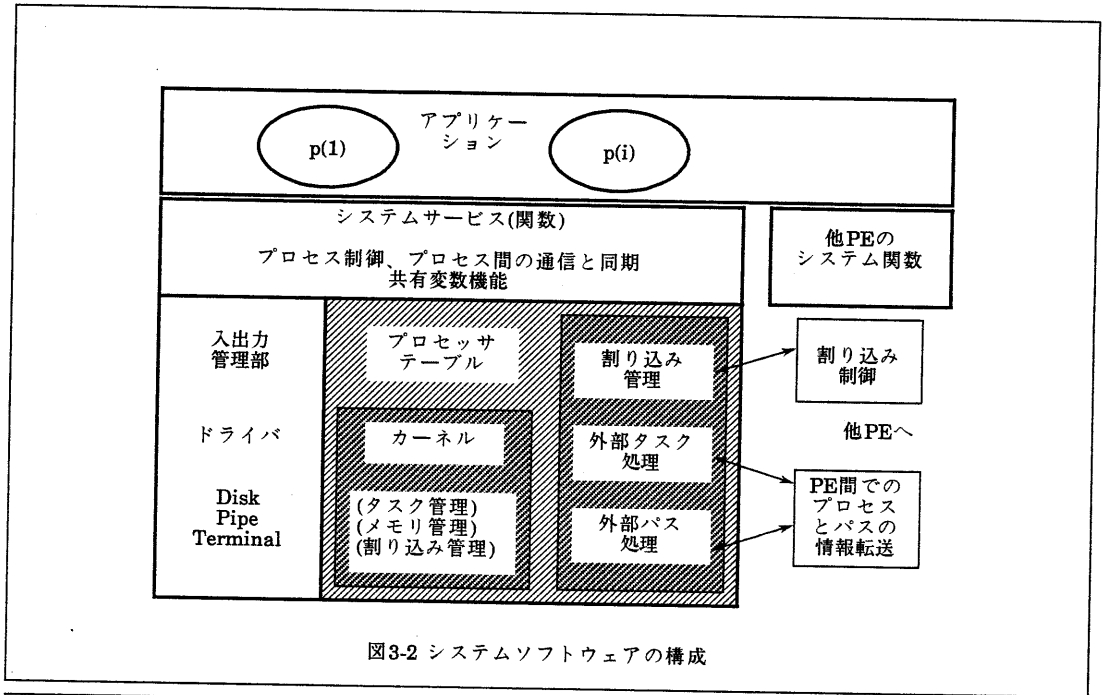 アプリケー
ション
p(1)
p(i)
システムサービス(関数)
プロセス制御、プロセス間の通信と同期
共有変数機能
他PEの
システム関数
入出力
管理部
ドライバ
Disk
Pipe
Terminal
プロセッサ
テーブル
カーネル
(タスク管理)
(メモリ管理)
(割り込み管理)
割り込み
管理
外部タスク
処理
外部パス
処理
割り込み
制御
他PEへ
PE間での
プロセス
とパスの
情報転送
図3-2 システムソフトウェアの構成